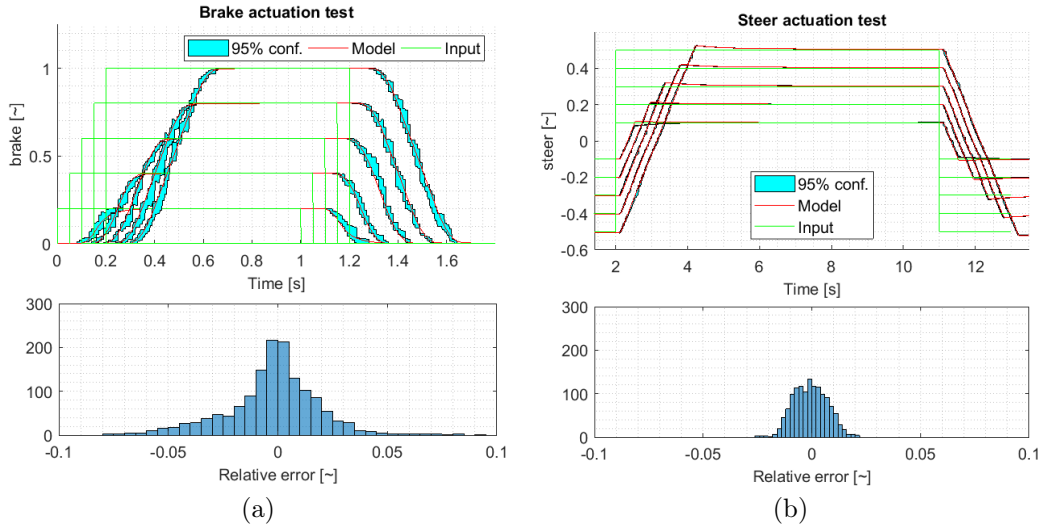 Brake actuation test
95% conf.
Model
Input
brake [~]
1
0.5
0
0
0.2
0.4
0.6
0.8
1.0
1.2
1.4
1.6
Time [s]
300
200
100
0
-0.1
-0.05
0
0.05
0.1
Relative error [~]
(a)
Steer actuation test
steer [~]
0.4
0.2
0
-0.2
-0.4
-0.6
95% conf.
Model
Input
2
4
6
8
10
12
Time [s]
300
200
100
0
-0.1
-0.05
0
0.05
0.1
Relative error [~]
(b)